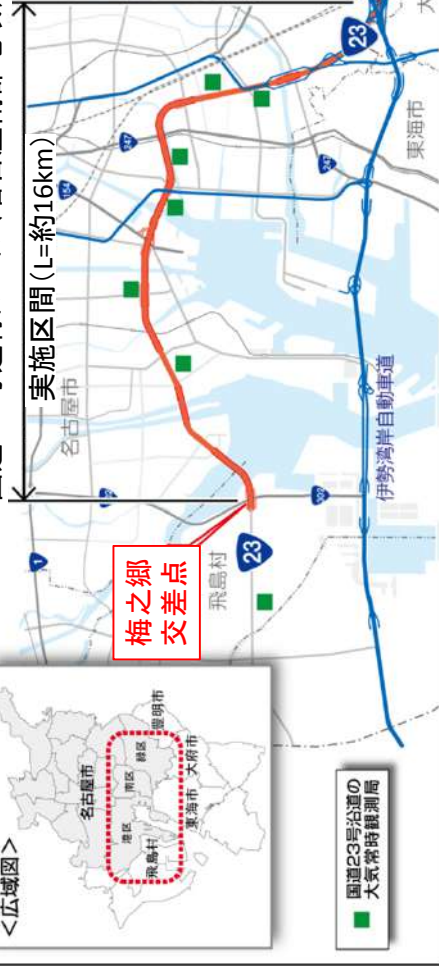 実施区間(L=約16km)
<広域図>
名古屋市
港区
南区
緑区
豊明市
飛島村
東海市
大府市
国道23号沿道の
大気常時観測局
梅之郷
交差点
名古屋市
飛島村
東海市
伊勢湾岸自動車道
1
23
23
154
247
247
302
302